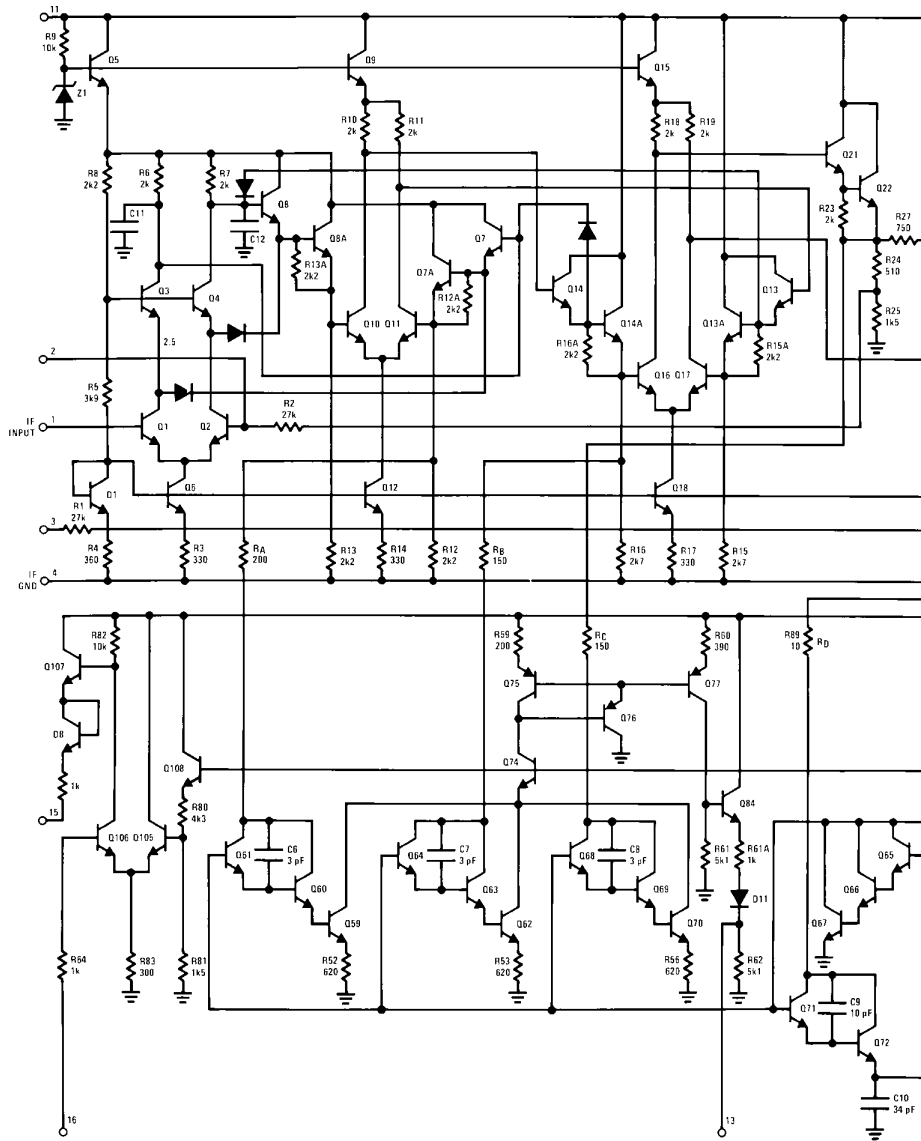 11
R9
10k
Q5
Z1
Q9
Q15
R10
2k
R11
2k
R18
2k
R19
2k
Q21
Q22
R8
2k2
R6
2k
R7
2k
Q8
C11
C12
Q8A
R13A
2k2
Q7
Q7A
R12A
2k2
R23
2k
R27
750
R24
510
R25
1k5
Q3
Q4
2.5
Q10
Q11
Q14
Q14A
R16A
2k2
Q13
Q13A
R15A
2k2
Q16
Q17
2
R5
3k9
IF
INPUT
1
Q1
Q2
R2
27k
D1
Q6
Q12
Q18
3
R1
27k
R4
360
R3
330
RA
200
R13
2k2
R14
330
R12
2k2
RB
150
R16
2k7
R17
330
R15
2k7
IF
GND
4
R82
10k
Q107
D8
1k
15
R59
200
Q75
RC
150
R60
390
Q77
Q76
R89
10
RD
Q108
R80
4k3
Q74
Q84
Q106
Q105
Q61
C6
3 pF
Q60
Q59
Q64
C7
3 pF
Q63
Q62
Q68
C8
3 pF
Q69
Q70
R61
5k1
R61A
1k
D11
Q65
Q66
Q67
R64
1k
R83
300
R81
1k5
R52
620
R53
620
R56
620
R62
5k1
Q71
C9
10 pF
Q72
C10
34 pF
16
13